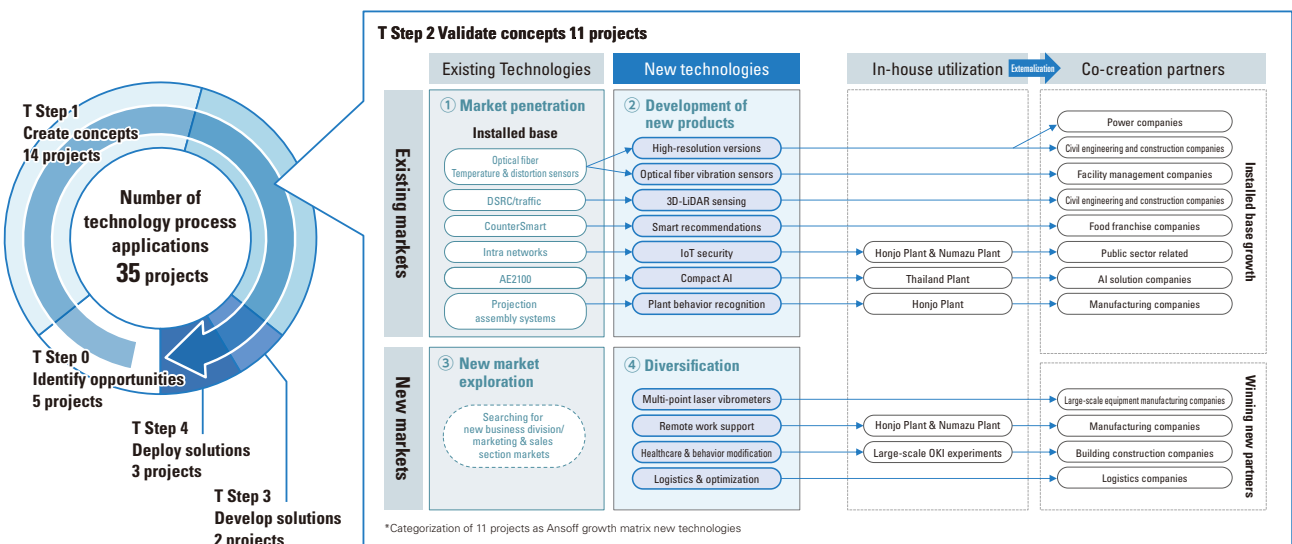 T Step 1
Create concepts
14 projects
Number of
technology process
applications
35 projects
T Step 0
Identify opportunities
5 projects
T Step 4
Deploy solutions
3 projects
T Step 3
Develop solutions
2 projects
T Step 2 Validate concepts 11 projects
Existing Technologies
New technologies
In-house utilization
Externalization
Co-creation partners
Existing markets
① Market penetration
Installed base
Optical fiber
Temperature & distortion sensors
DSRC/traffic
CounterSmart
Intra networks
AE2100
Projection
assembly systems
② Development of
new products
High-resolution versions
Optical fiber vibration sensors
3D-LiDAR sensing
Smart recommendations
IoT security
Compact AI
Plant behavior recognition
Honjo Plant & Numazu Plant
Thailand Plant
Honjo Plant
Power companies
Civil engineering and construction companies
Facility management companies
Civil engineering and construction companies
Food franchise companies
Public sector related
AI solution companies
Manufacturing companies
Installed base growth
New markets
③ New market
exploration
Searching for
new business division/
marketing & sales
section markets
④ Diversification
Multi-point laser vibrometers
Remote work support
Healthcare & behavior modification
Logistics & optimization
Honjo Plant & Numazu Plant
Large-scale OKI experiments
Large-scale equipment manufacturing companies
Manufacturing companies
Building construction companies
Logistics companies
Winning new partners
*Categorization of 11 projects as Ansoff growth matrix new technologies